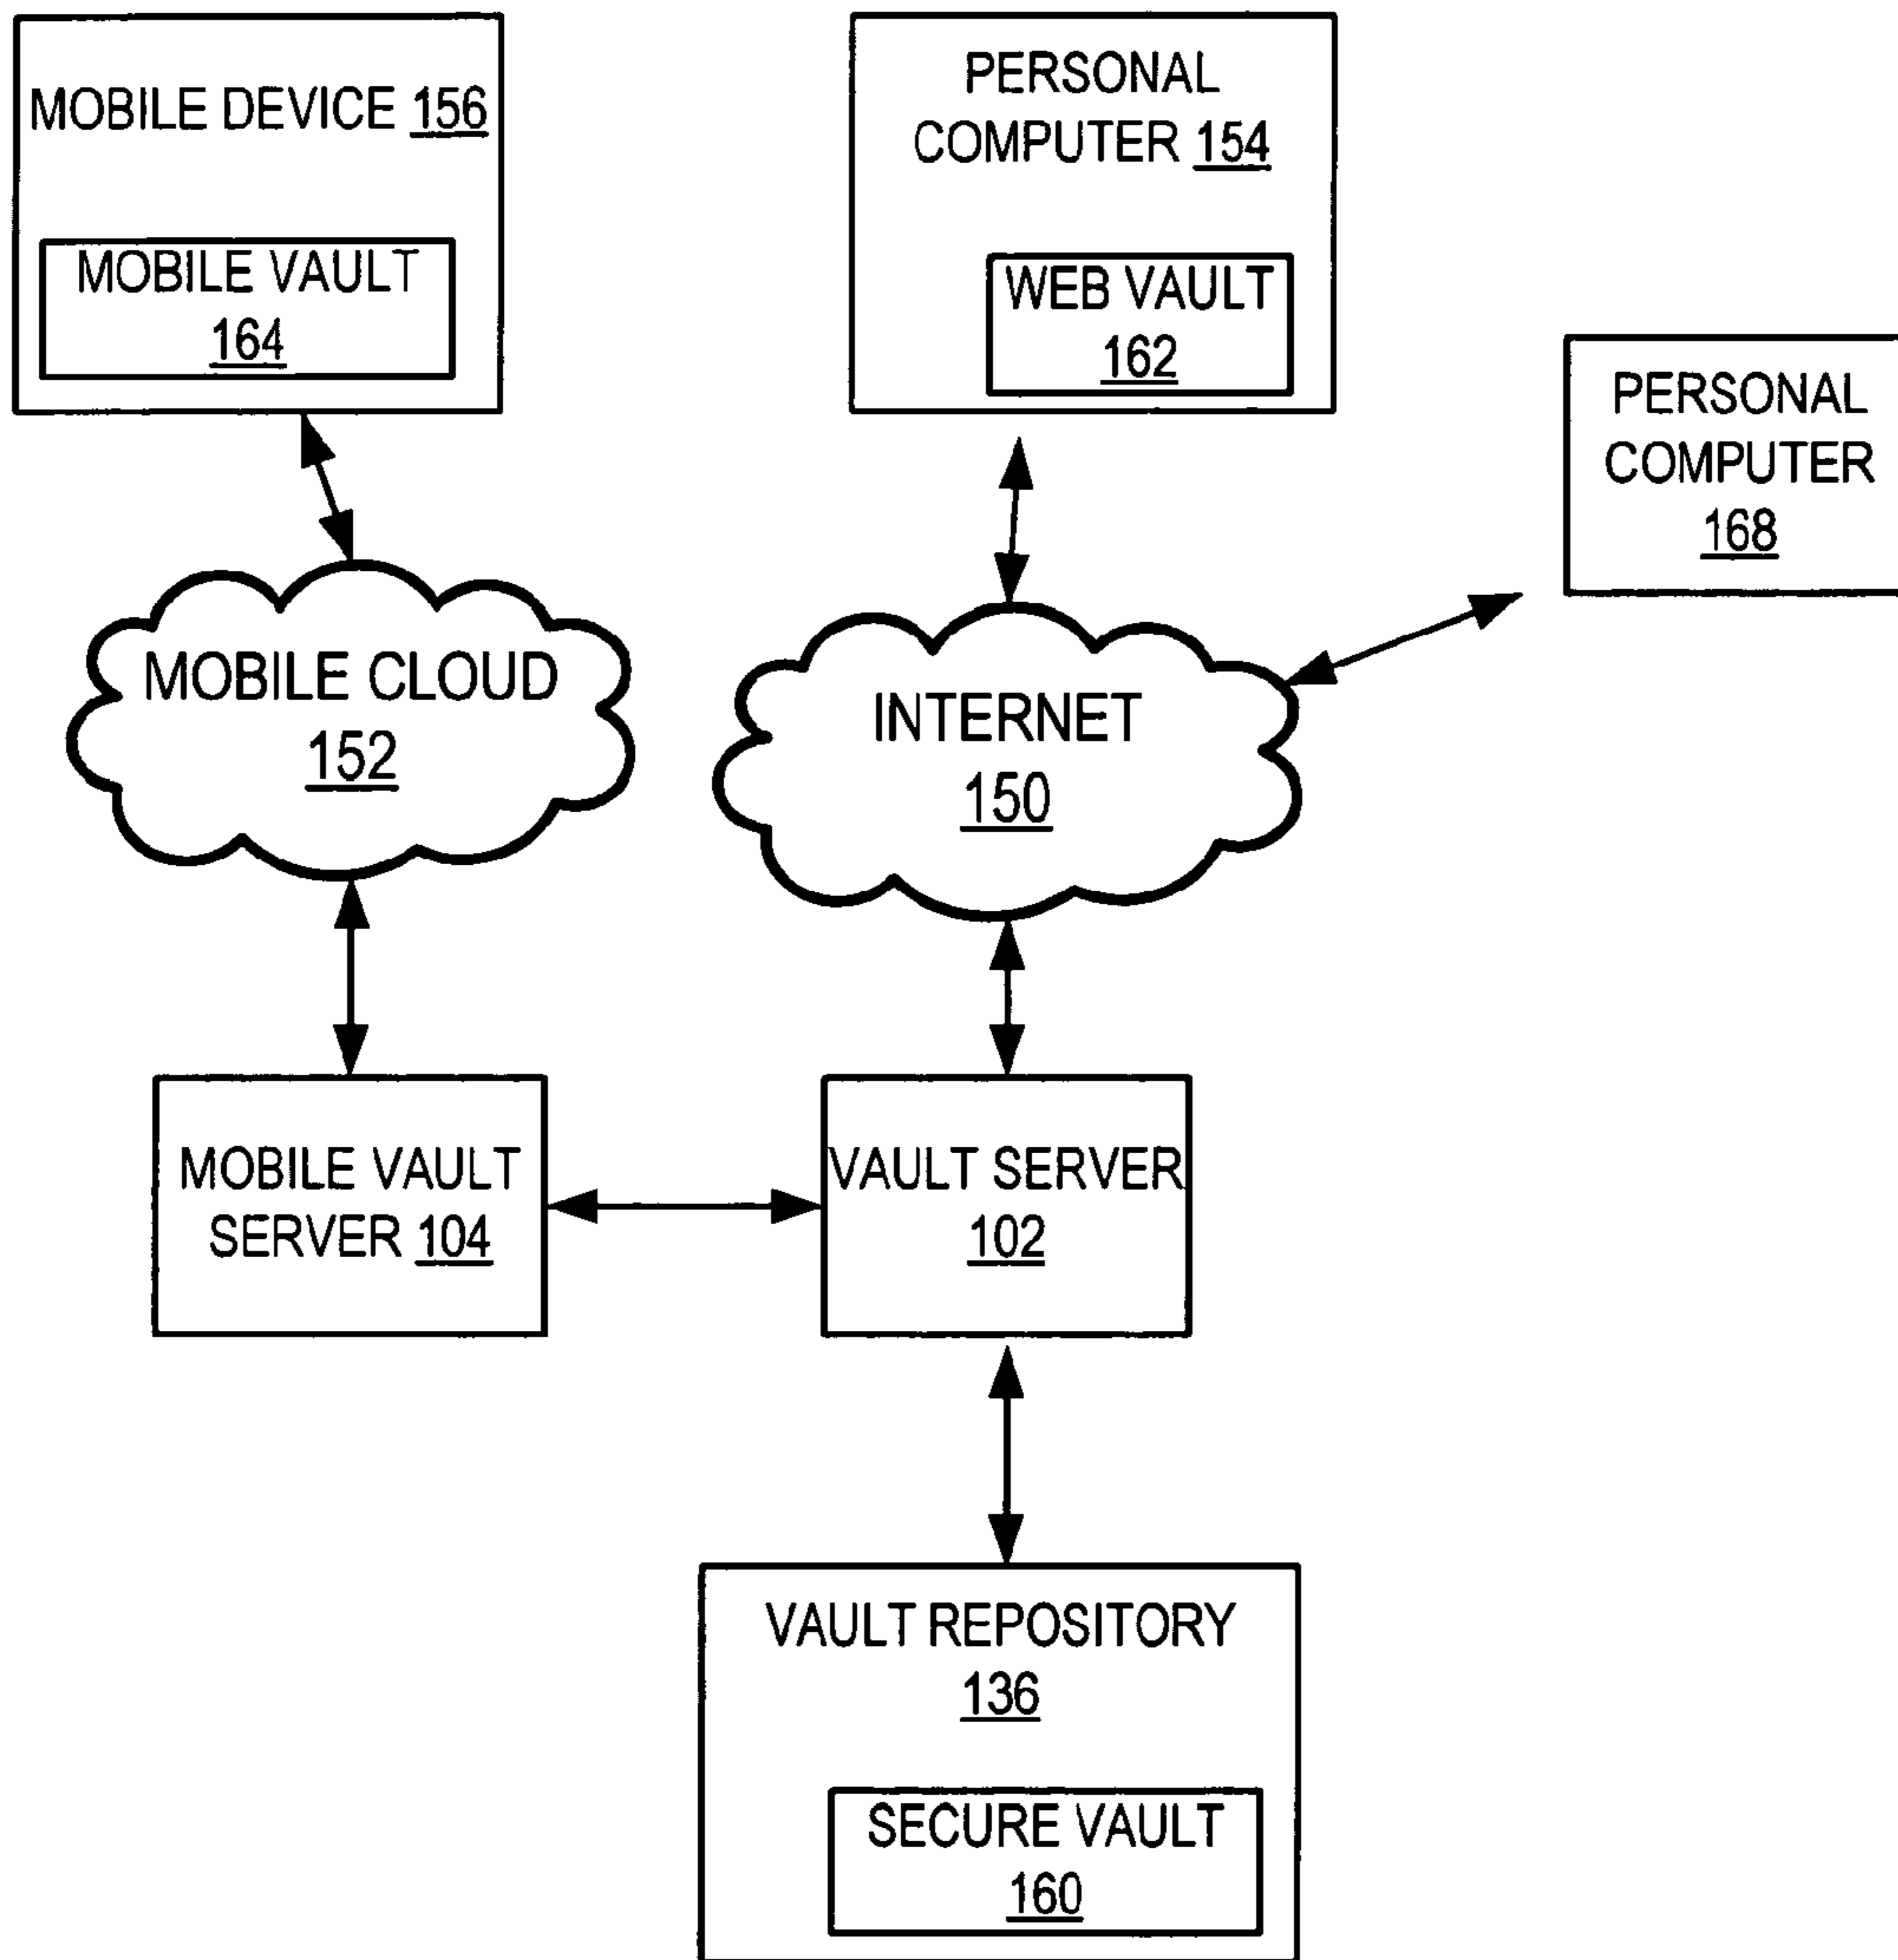 MOBILE DEVICE 156
MOBILE VAULT
164
PERSONAL
COMPUTER 154
WEB VAULT
162
PERSONAL
COMPUTER
168
MOBILE CLOUD
152
INTERNET
150
MOBILE VAULT
SERVER 104
VAULT SERVER
102
VAULT REPOSITORY
136
SECURE VAULT
160